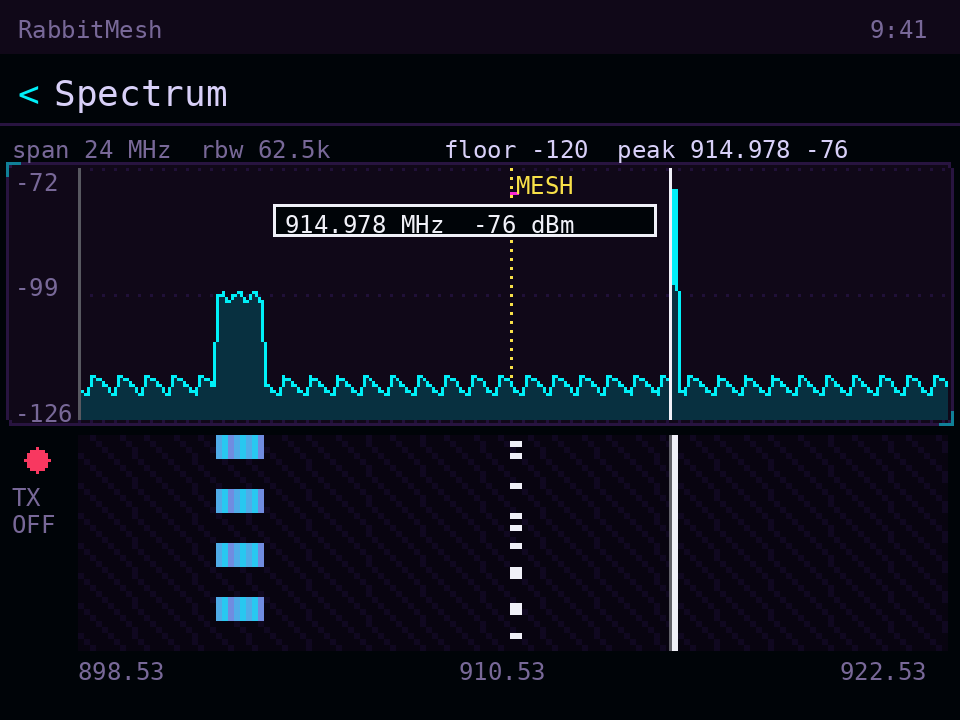 RabbitMesh 9:41
< Spectrum
span 24 MHz rbw 62.5k floor -120 peak 914.978 -76
-72 MESH
914.978 MHz -76 dBm
-99
-126
TX
OFF
898.53 910.53 922.53